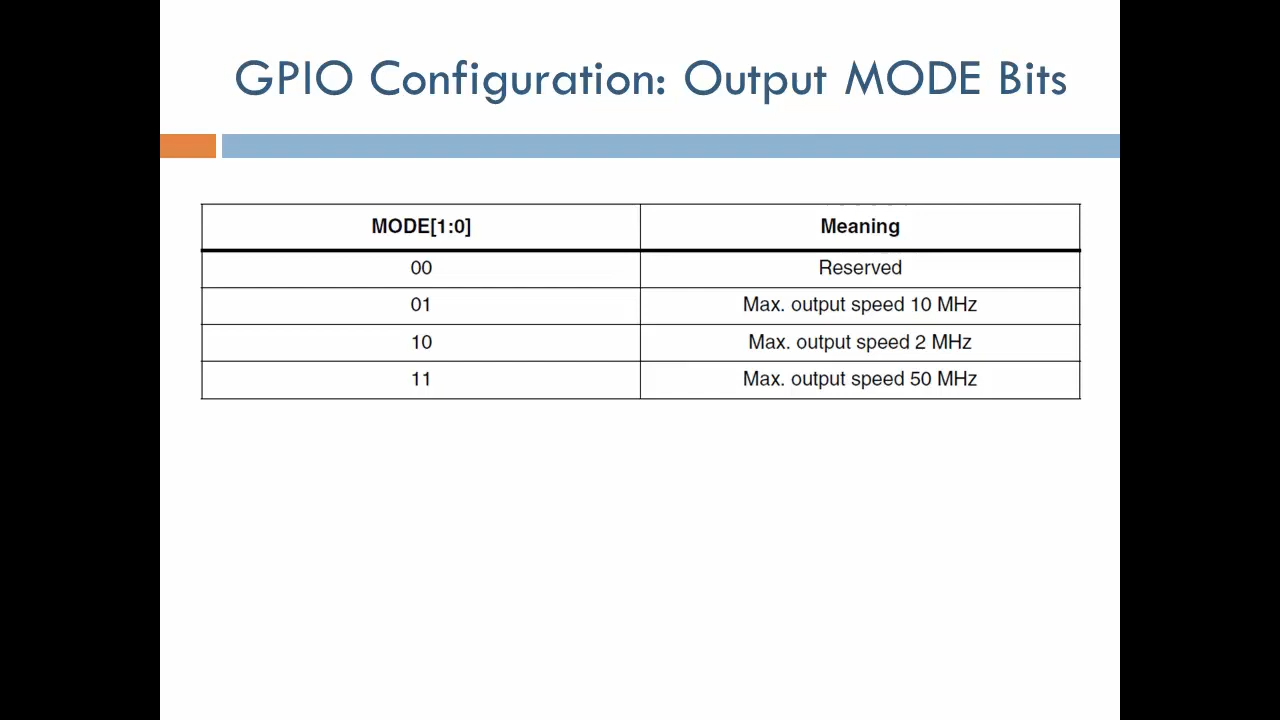 GPIO Configuration: Output MODE Bits
MODE[1:0] Meaning
00 Reserved
01 Max. output speed 10 MHz
10 Max. output speed 2 MHz
11 Max. output speed 50 MHz